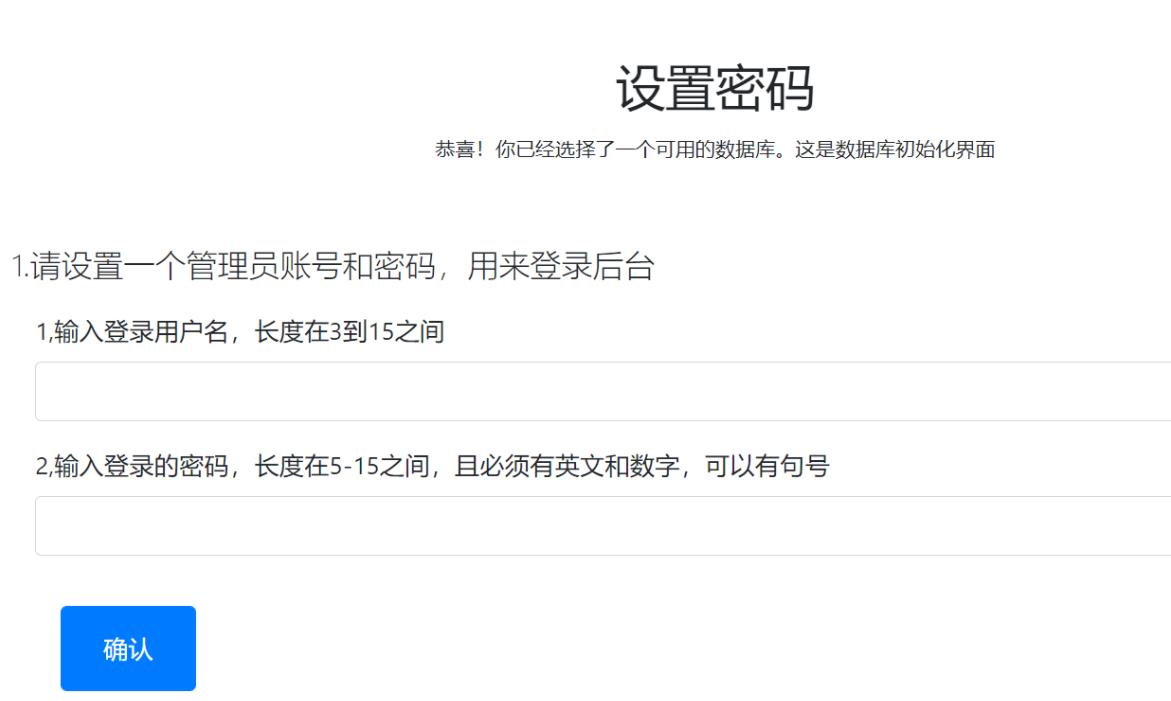 设置密码
恭喜！你已经选择了一个可用的数据库。这是数据库初始化界面
1.请设置一个管理员账号和密码，用来登录后台
1,输入登录用户名，长度在3到15之间
2,输入登录的密码，长度在5-15之间，且必须有英文和数字，可以有句号
确认